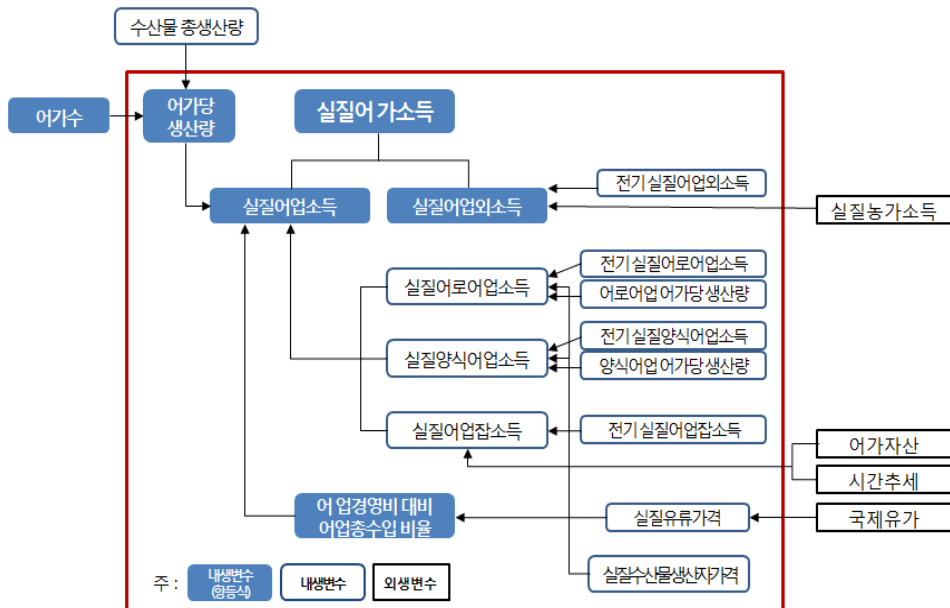 수산물 총생산량
어가수
어가당
생산량
실질어 가소득
실질어업소득
실질어업외소득
전기 실질어업외소득
실질농가소득
실질어로어업소득
전기 실질어로어업소득
어로어업 어가당 생산량
실질양식어업소득
전기 실질양식어업소득
양식어업 어가당 생산량
실질어업잡소득
전기 실질어업잡소득
어가자산
시간추세
어 업경영비 대비
어업총수입 비율
실질유류가격
국제유가
실질수산물생산자가격
주 :
내생변수
(항등식)
내생변수
외생변수